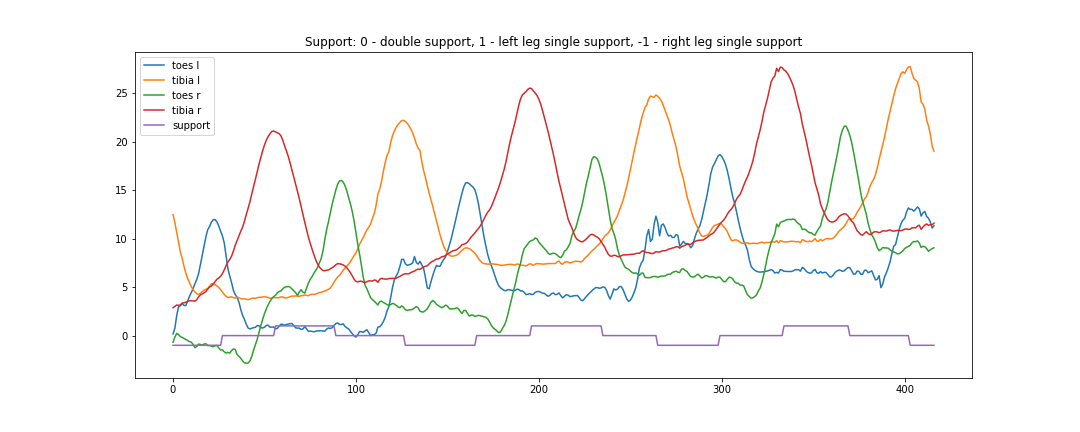 Support: 0 - double support, 1 - left leg single support, -1 - right leg single support
toes l
tibia l
toes r
tibia r
support
25
20
15
10
5
0
0 100 200 300 400